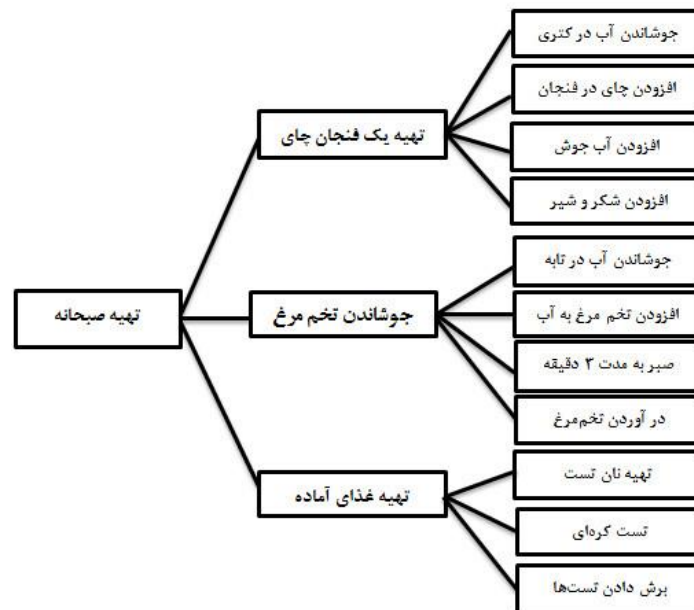 جوشاندن آب در کتری
افزودن چای در فنجان
تهیه یک فنجان چای
افزودن آب جوش
افزودن شکر و شیر
جوشاندن آب در تابه
تهیه صبحانه
جوشاندن تخم مرغ
افزودن تخم مرغ به آب
صبر به مدت ۳ دقیقه
در آوردن تخم‌مرغ
تهیه نان تست
تهیه غذای آماده
تست کره‌ای
برش دادن تست‌ها